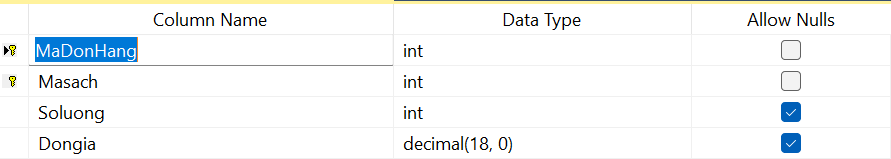 Column Name Data Type Allow Nulls
MaDonHang int
Masach int
Soluong int
Dongia decimal(18, 0)